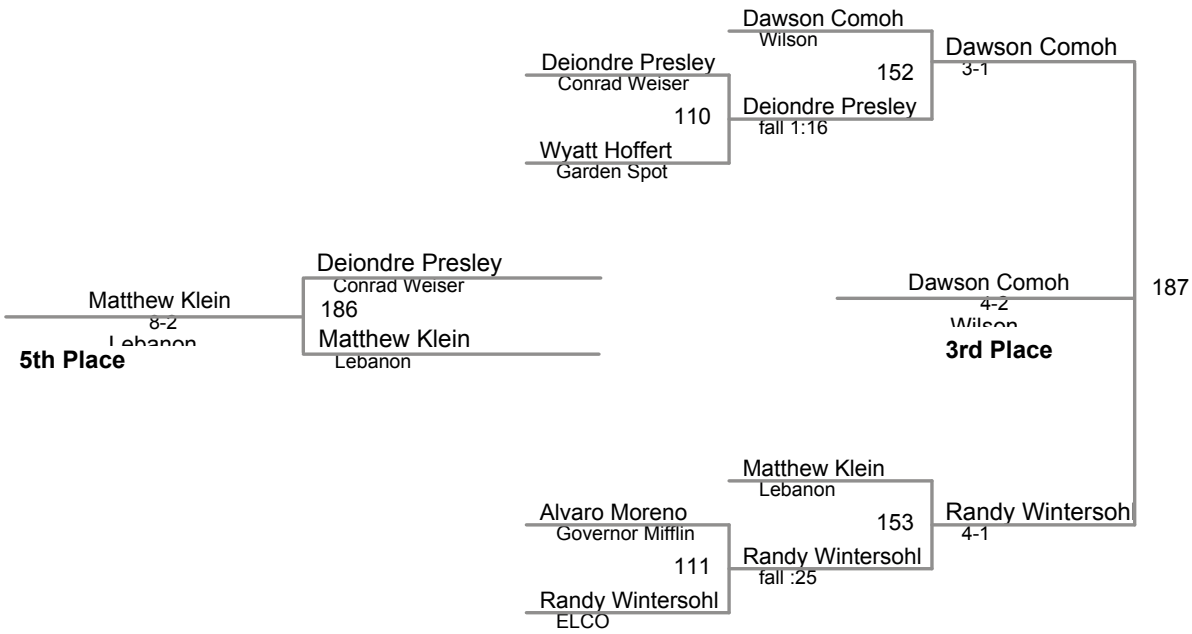 Dawson Comoh
Wilson
Dawson Comoh
3-1
Deiondre Presley
Conrad Weiser
152
110
Deiondre Presley
fall 1:16
Wyatt Hoffert
Garden Spot
Deiondre Presley
Conrad Weiser
Matthew Klein
8-2
Lebanon
5th Place
186
Matthew Klein
Lebanon
Dawson Comoh
4-2
Wilson
3rd Place
187
Matthew Klein
Lebanon
Alvaro Moreno
Governor Mifflin
153
Randy Wintersohl
4-1
111
Randy Wintersohl
fall :25
Randy Wintersohl
ELCO